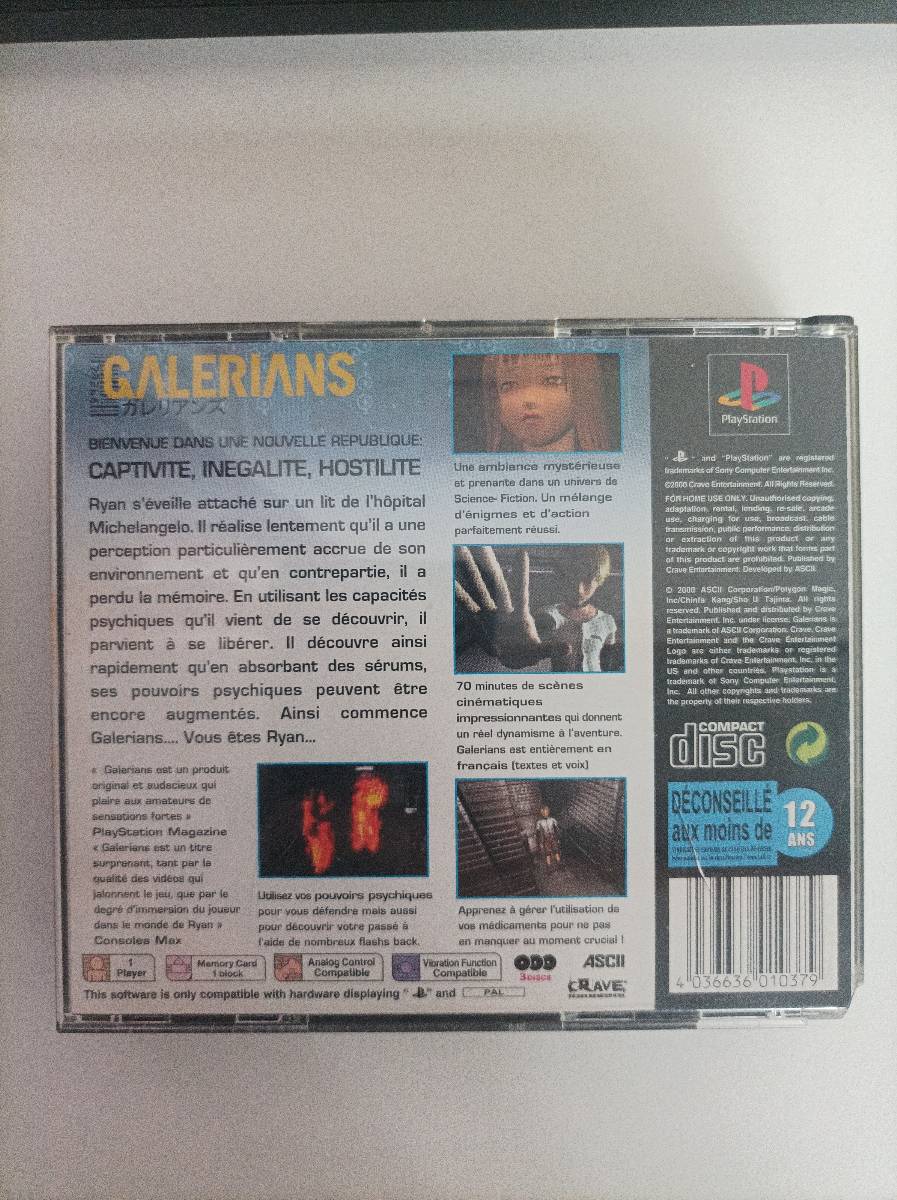 GALERIANS
ガレリアンズ
BIENVENUE DANS UNE NOUVELLE REPUBLIQUE:
CAPTIVITE, INEGALITE, HOSTILITE
Ryan s'éveille attaché sur un lit de l'hôpital
Michelangelo. Il réalise lentement qu'il a une
perception particulièrement accrue de son
environnement et qu'en contrepartie, il a
perdu la mémoire. En utilisant les capacités
psychiques qu'il vient de se découvrir, il
parvient à se libérer. Il découvre ainsi
rapidement qu'en absorbant des sérums,
ses pouvoirs psychiques peuvent être
encore augmentés. Ainsi commence
Galerians.... Vous êtes Ryan...
« Galerians est un produit
original et audacieux qui
plaira aux amateurs de
sensations fortes »
PlayStation Magazine
« Galerians est un titre
surprenant, tant par la
qualité des vidéos qui
jalonnent le jeu, que par le
degré d'immersion du joueur
dans le monde de Ryan »
Consoles Max
Utilisez vos pouvoirs psychiques
pour vous défendre mais aussi
pour découvrir votre passé à
l'aide de nombreux flashs back.
Une ambiance mystérieuse
et prenante dans un univers de
Science- Fiction. Un mélange
d'énigmes et d'action
parfaitement réussi.
70 minutes de scènes
cinématiques
impressionnantes qui donnent
un réel dynamisme à l'aventure.
Galerians est entièrement en
français (textes et voix)
Apprenez à gérer l'utilisation de
vos médicaments pour ne pas
en manquer au moment crucial !
1
Player
Memory Card
1 block
Analog Control
Compatible
Vibration Function
Compatible
3 DISCS
ASCII
CRAVE
This software is only compatible with hardware displaying " " and PAL
PlayStation
" " and "PlayStation" are registered
trademarks of Sony Computer Entertainment Inc.
©2000 Crave Entertainment. All Rights Reserved.
FOR HOME USE ONLY. Unauthorised copying,
adaptation, rental, lending, re-sale, arcade
use, charging for use, broadcast, cable
transmission, public performance, distribution
or extraction of this product or any
trademark or copyright work that forms part
of this product are prohibited. Published by
Crave Entertainment. Developed by ASCII.
© 2000 ASCII Corporation/Polygon Magic,
Inc/Chinfa Kang/Sho U Tajima. All rights
reserved. Published and distributed by Crave
Entertainment, Inc. under license. Galerians is
a trademark of ASCII Corporation. Crave, Crave
Entertainment and the Crave Entertainment
Logo are either trademarks or registered
trademarks of Crave Entertainment, Inc. in the
US and other countries. Playstation is a
trademark of Sony Computer Entertainment,
Inc. All other copyrights and trademarks are
the property of their respective holders.
COMPACT
disc
DÉCONSEILLÉ
aux moins de
12
ANS
4 036636 010379